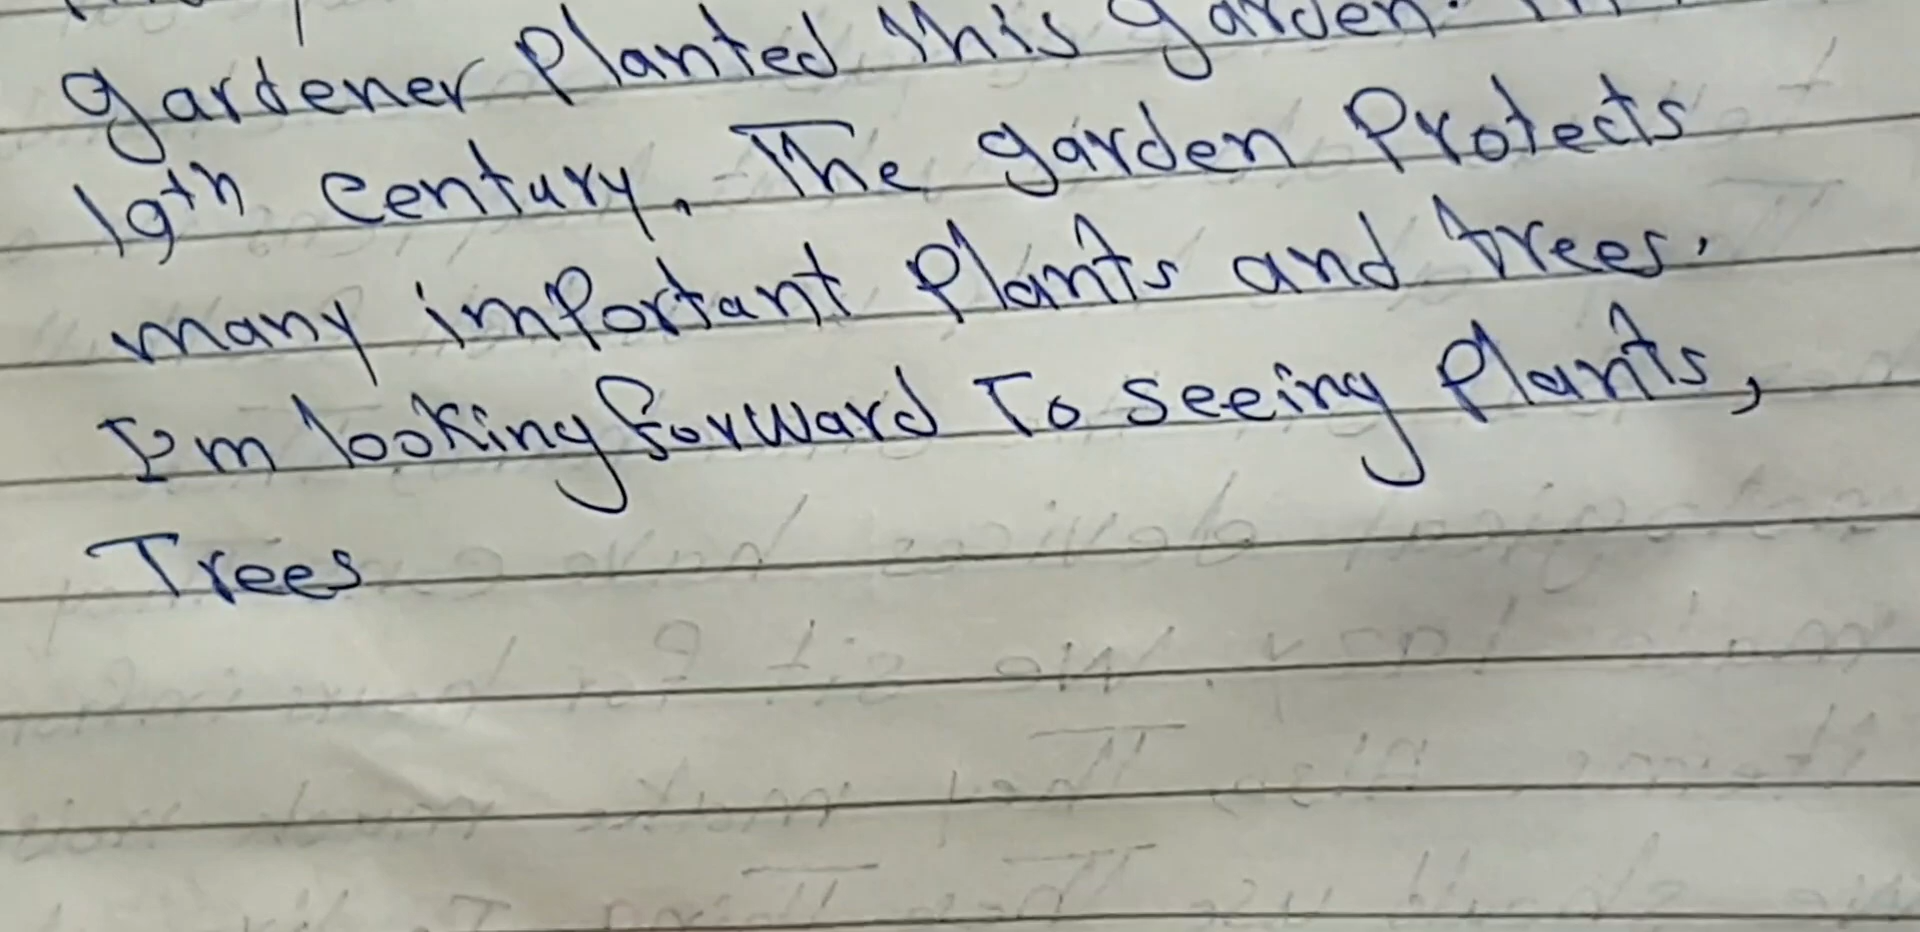 gardener Planted this garden.
19th century. The garden Protects
many important Plants and trees.
I'm looking forward To seeing Plants,
Trees